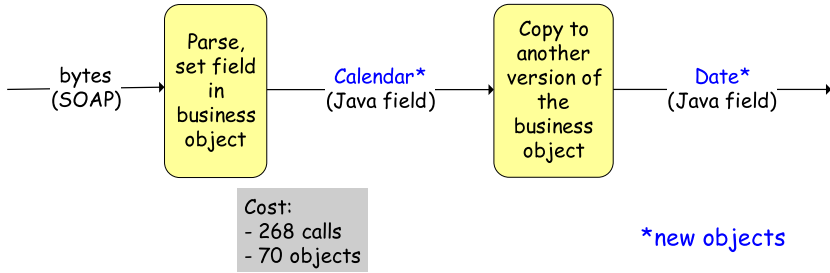 bytes
(SOAP)
Parse,
set field
in
business
object
Calendar*
(Java field)
Copy to
another
version of
the
business
object
Date*
(Java field)
Cost:
- 268 calls
- 70 objects
*new objects